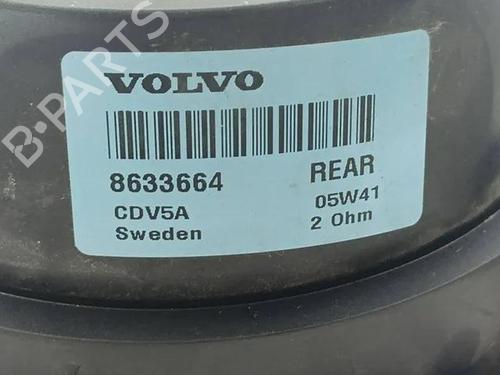 VOLVO
8633664 REAR
CDV5A 05W41
Sweden 2 Ohm
B-PARTS